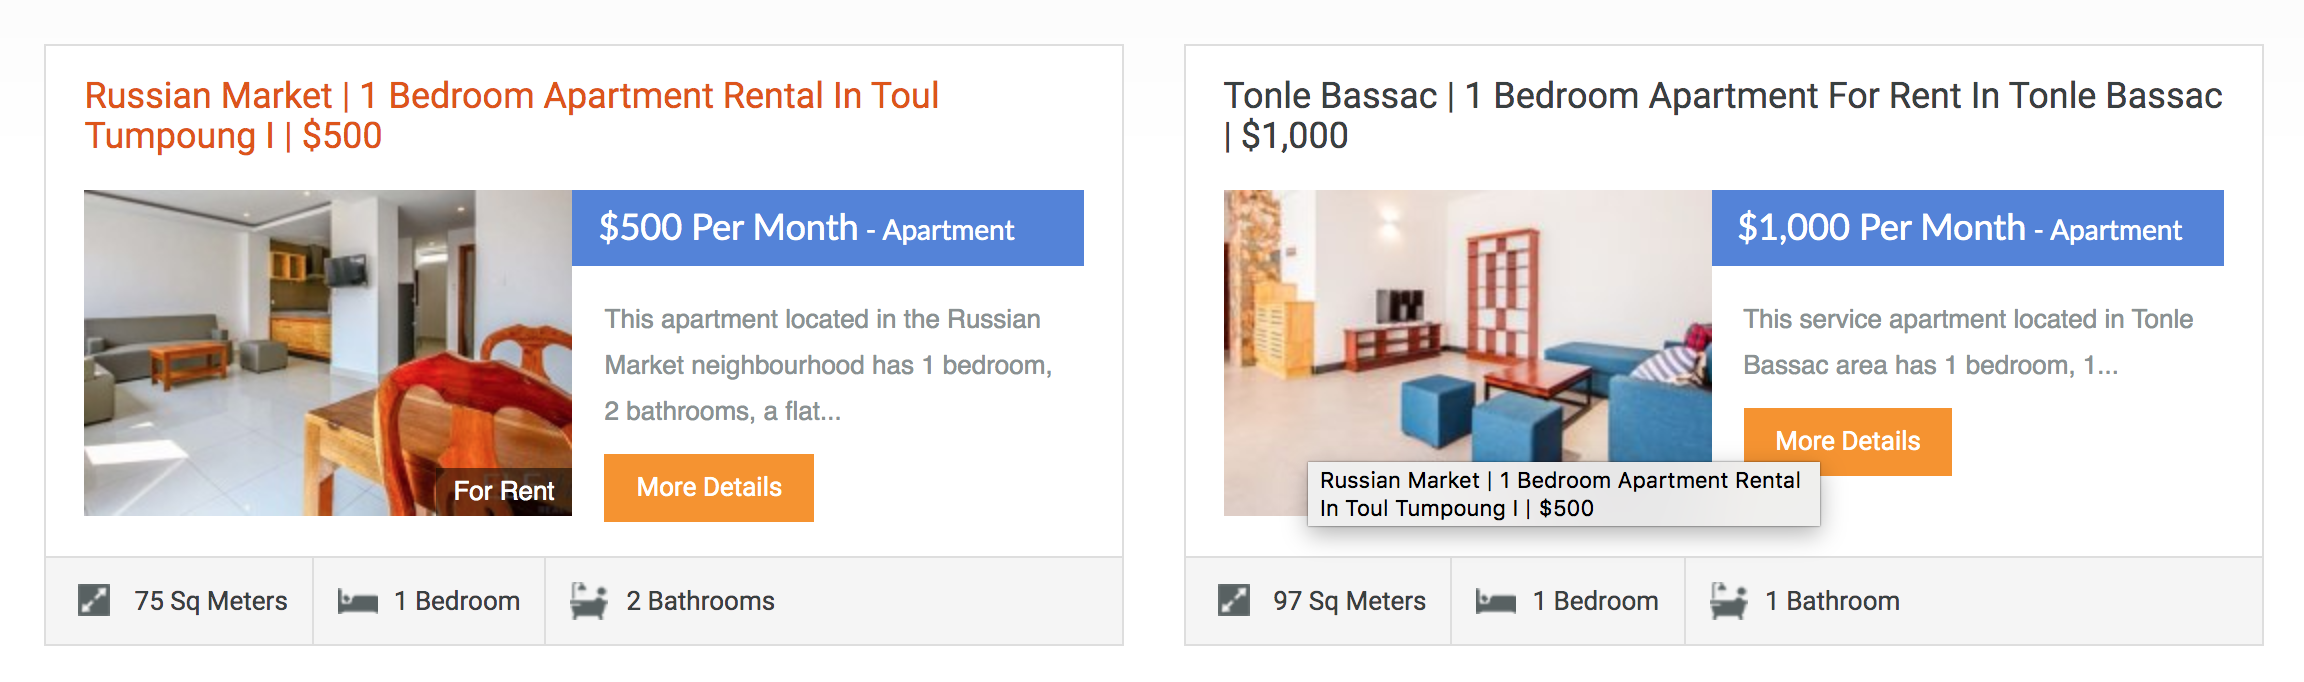 Russian Market | 1 Bedroom Apartment Rental In Toul
Tumpoung I | $500
$500 Per Month - Apartment
This apartment located in the Russian
Market neighbourhood has 1 bedroom,
2 bathrooms, a flat...
More Details
For Rent
75 Sq Meters
1 Bedroom
2 Bathrooms
Tonle Bassac | 1 Bedroom Apartment For Rent In Tonle Bassac
| $1,000
$1,000 Per Month - Apartment
This service apartment located in Tonle
Bassac area has 1 bedroom, 1...
More Details
Russian Market | 1 Bedroom Apartment Rental
In Toul Tumpoung I | $500
97 Sq Meters
1 Bedroom
1 Bathroom